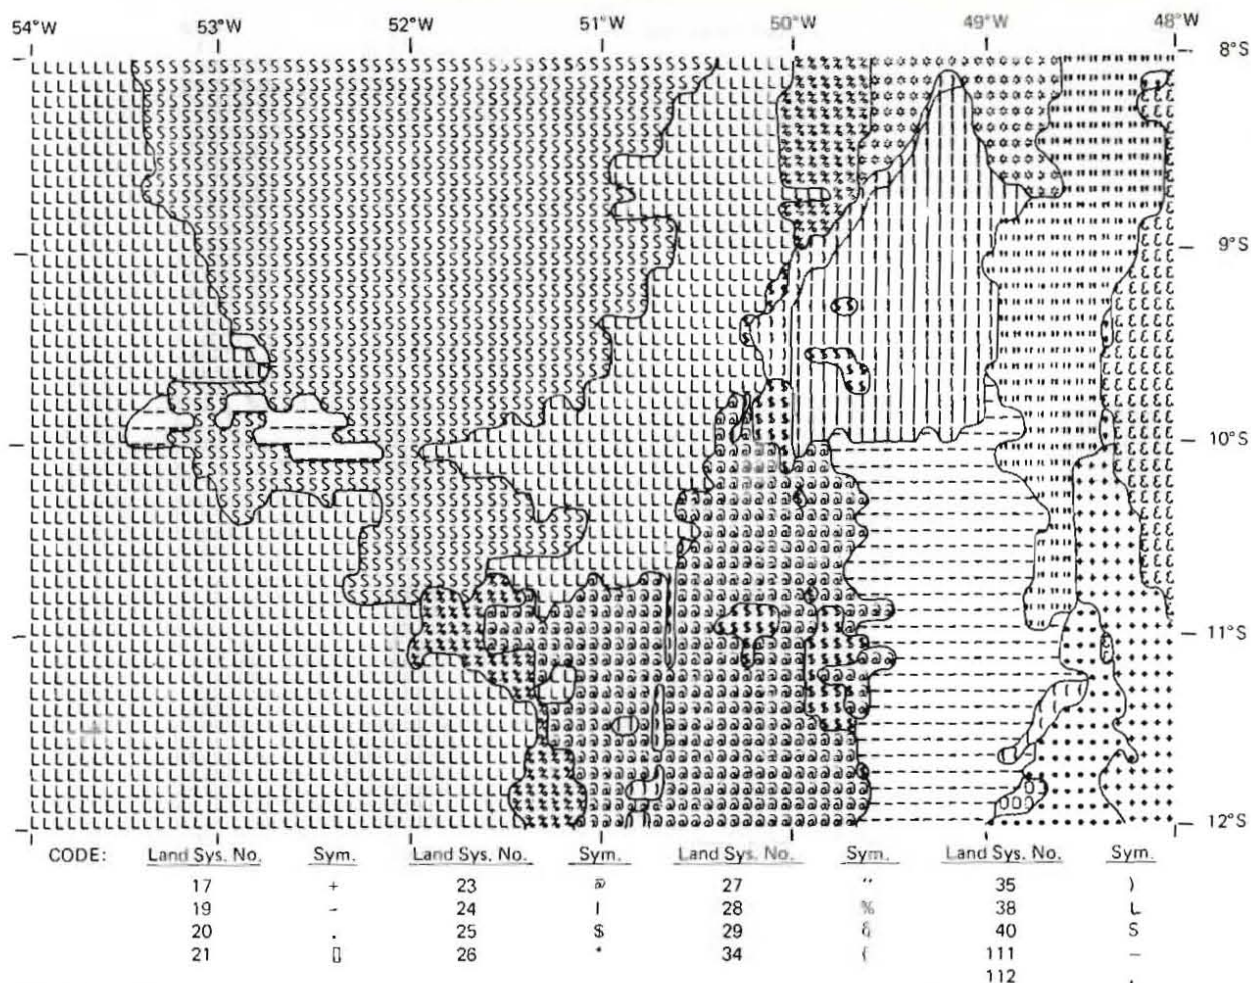 54°W 53°W 52°W 51°W 50°W 49°W 48°W
8°S
9°S
10°S
11°S
12°S
CODE: Land Sys. No. Sym. Land Sys. No. Sym. Land Sys. No. Sym. Land Sys. No. Sym.
17 + 23 @ 27 " 35 )
19 - 24 | 28 % 38 L
20 . 25 $ 29 & 40 S
21 0 26 * 34 ( 111 –
112 .